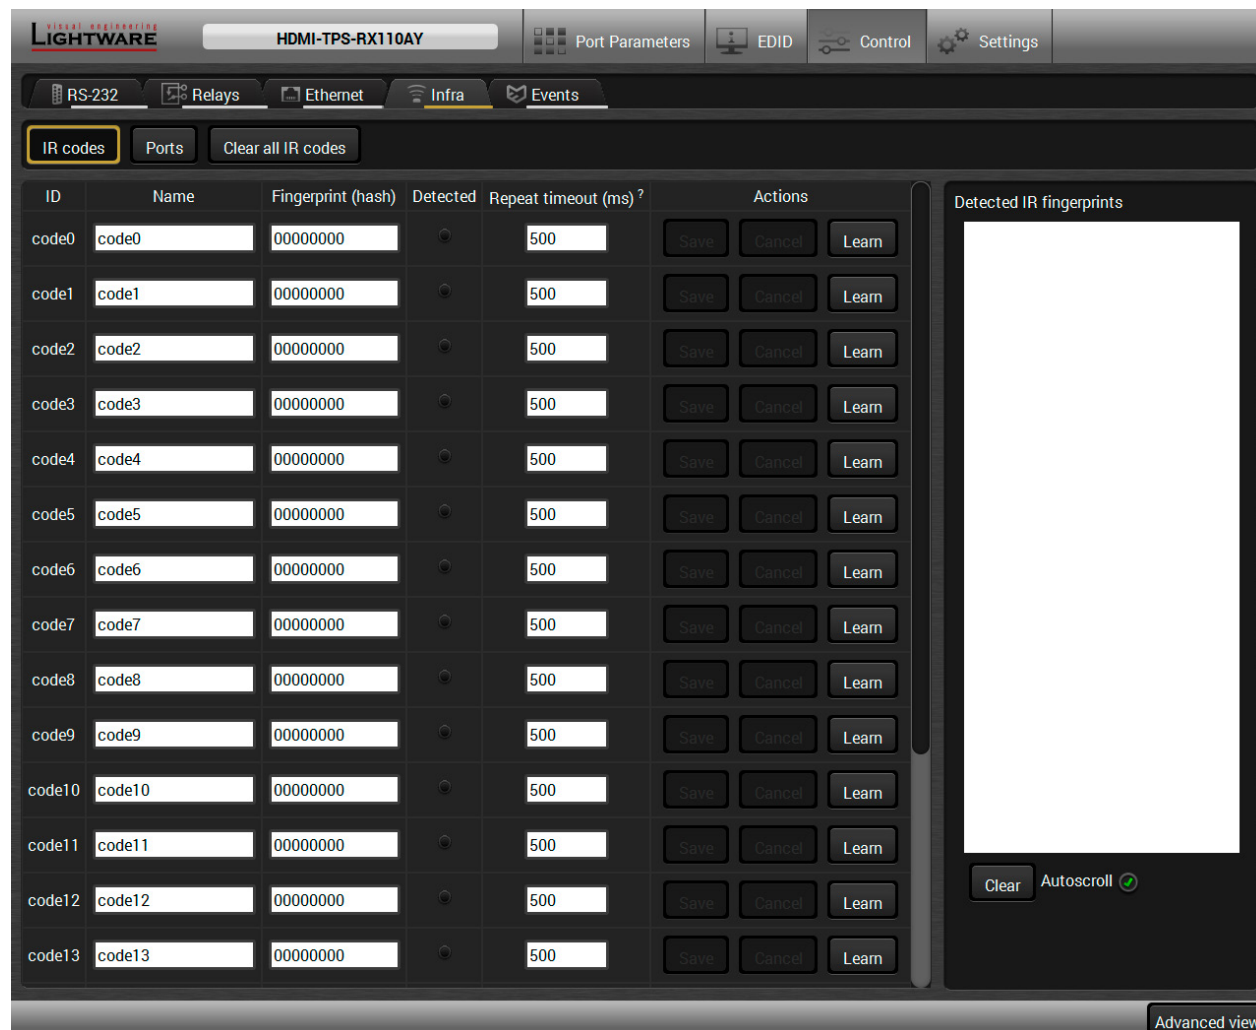 visual engineering
LIGHTWARE
HDMI-TPS-RX110AY
Port Parameters
EDID
Control
Settings
RS-232 Relays Ethernet Infra Events
IR codes Ports Clear all IR codes
ID Name Fingerprint (hash) Detected Repeat timeout (ms) ? Actions
code0 code0 00000000 500 Save Cancel Learn
code1 code1 00000000 500 Save Cancel Learn
code2 code2 00000000 500 Save Cancel Learn
code3 code3 00000000 500 Save Cancel Learn
code4 code4 00000000 500 Save Cancel Learn
code5 code5 00000000 500 Save Cancel Learn
code6 code6 00000000 500 Save Cancel Learn
code7 code7 00000000 500 Save Cancel Learn
code8 code8 00000000 500 Save Cancel Learn
code9 code9 00000000 500 Save Cancel Learn
code10 code10 00000000 500 Save Cancel Learn
code11 code11 00000000 500 Save Cancel Learn
code12 code12 00000000 500 Save Cancel Learn
code13 code13 00000000 500 Save Cancel Learn
Detected IR fingerprints
Clear Autoscroll
Advanced view